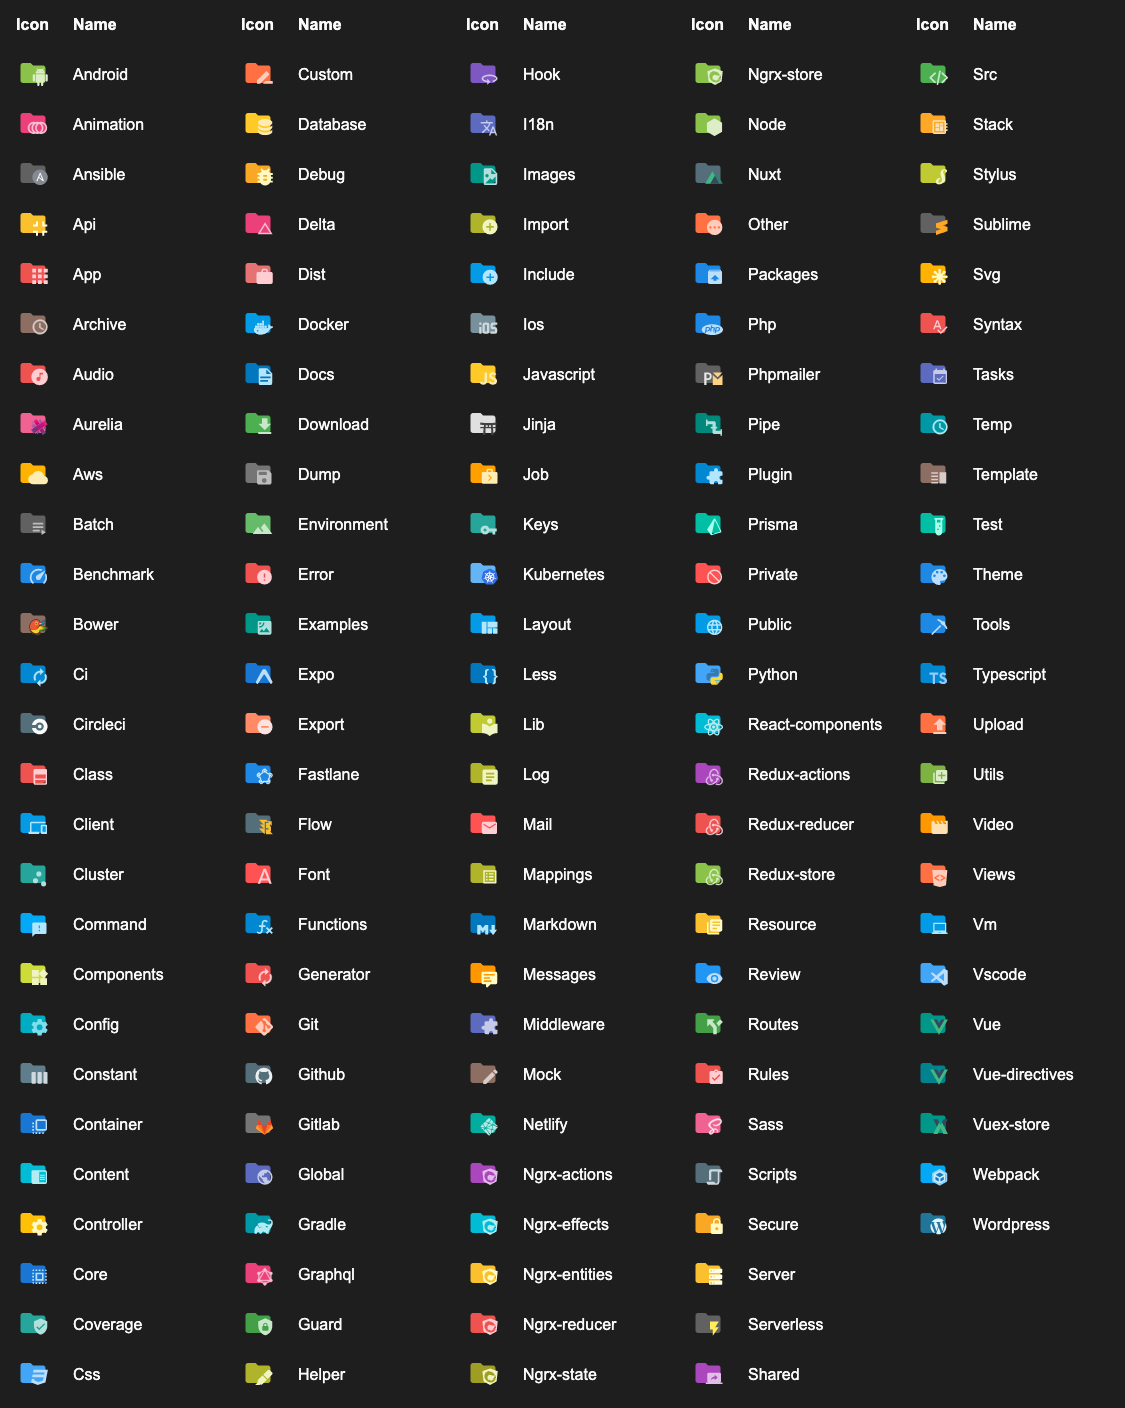 Icon Name Icon Name Icon Name Icon Name Icon Name
Android Custom Hook Ngrx-store Src
Animation Database I18n Node Stack
Ansible Debug Images Nuxt Stylus
Api Delta Import Other Sublime
App Dist Include Packages Svg
Archive Docker Ios Php Syntax
Audio Docs Javascript Phpmailer Tasks
Aurelia Download Jinja Pipe Temp
Aws Dump Job Plugin Template
Batch Environment Keys Prisma Test
Benchmark Error Kubernetes Private Theme
Bower Examples Layout Public Tools
Ci Expo Less Python Typescript
Circleci Export Lib React-components Upload
Class Fastlane Log Redux-actions Utils
Client Flow Mail Redux-reducer Video
Cluster Font Mappings Redux-store Views
Command Functions Markdown Resource Vm
Components Generator Messages Review Vscode
Config Git Middleware Routes Vue
Constant Github Mock Rules Vue-directives
Container Gitlab Netlify Sass Vuex-store
Content Global Ngrx-actions Scripts Webpack
Controller Gradle Ngrx-effects Secure Wordpress
Core Graphql Ngrx-entities Server
Coverage Guard Ngrx-reducer Serverless
Css Helper Ngrx-state Shared